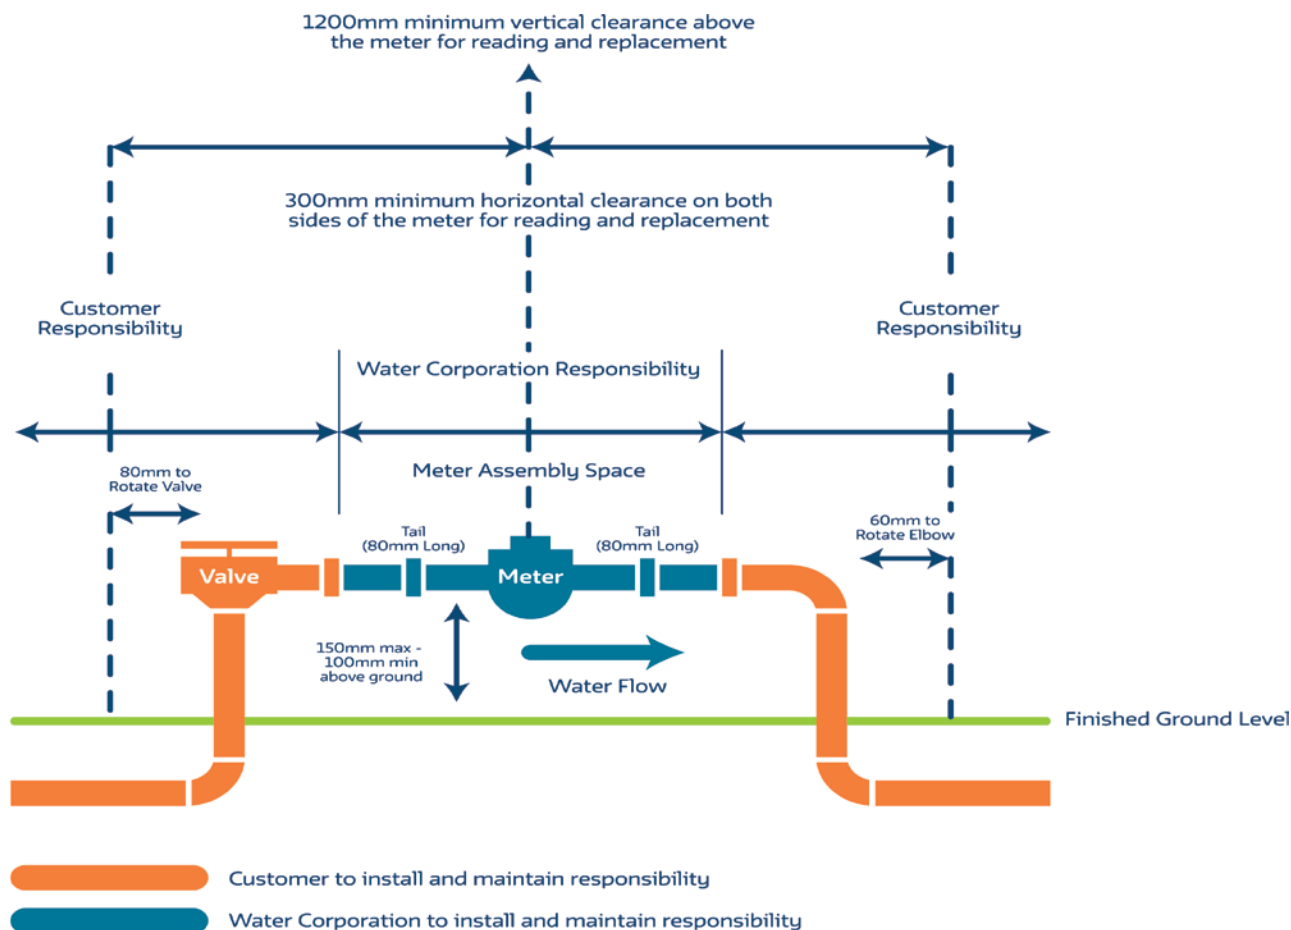 1200mm minimum vertical clearance above
the meter for reading and replacement
300mm minimum horizontal clearance on both
sides of the meter for reading and replacement
Customer
Responsibility
Customer
Responsibility
Water Corporation Responsibility
80mm to
Rotate Valve
Meter Assembly Space
Tail
(80mm Long)
Tail
(80mm Long)
60mm to
Rotate Elbow
Valve
Meter
150mm max -
100mm min
above ground
Water Flow
Finished Ground Level
Customer to install and maintain responsibility
Water Corporation to install and maintain responsibility